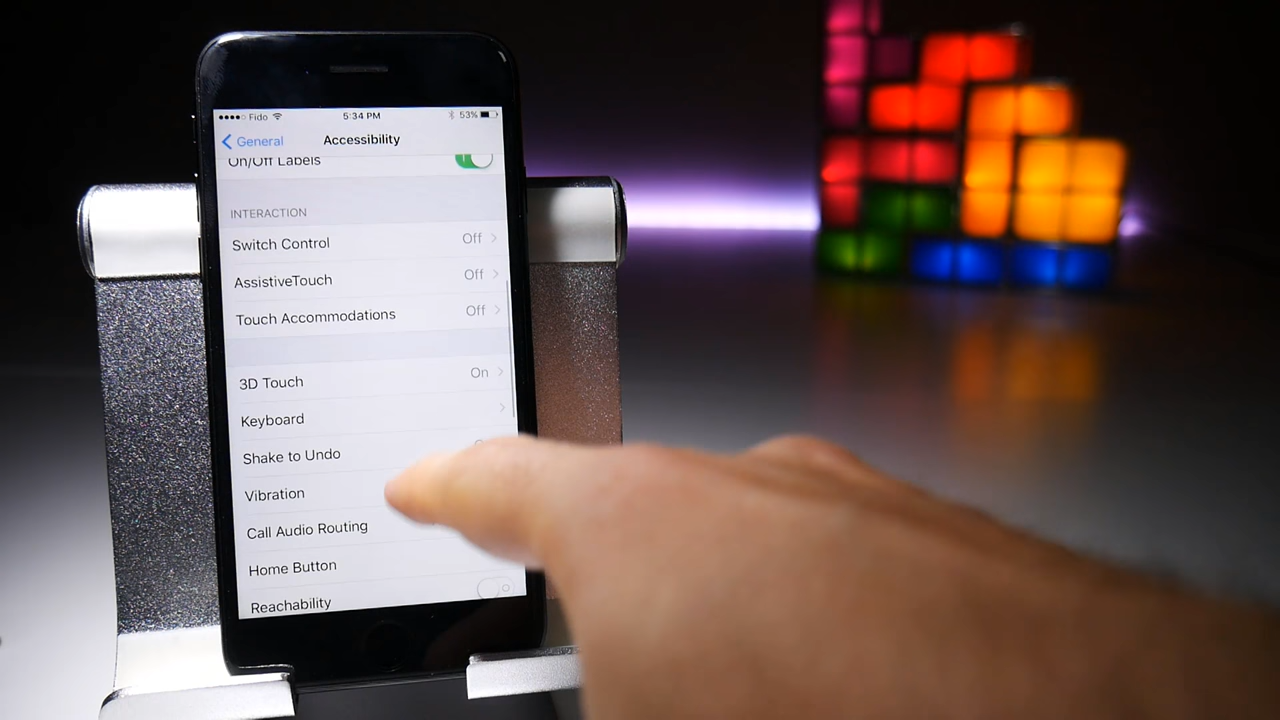 Fido 5:34 PM 53%
General Accessibility
On/Off Labels
INTERACTION
Switch Control Off
AssistiveTouch Off
Touch Accommodations Off
3D Touch On
Keyboard
Shake to Undo
Vibration
Call Audio Routing
Home Button
Reachability